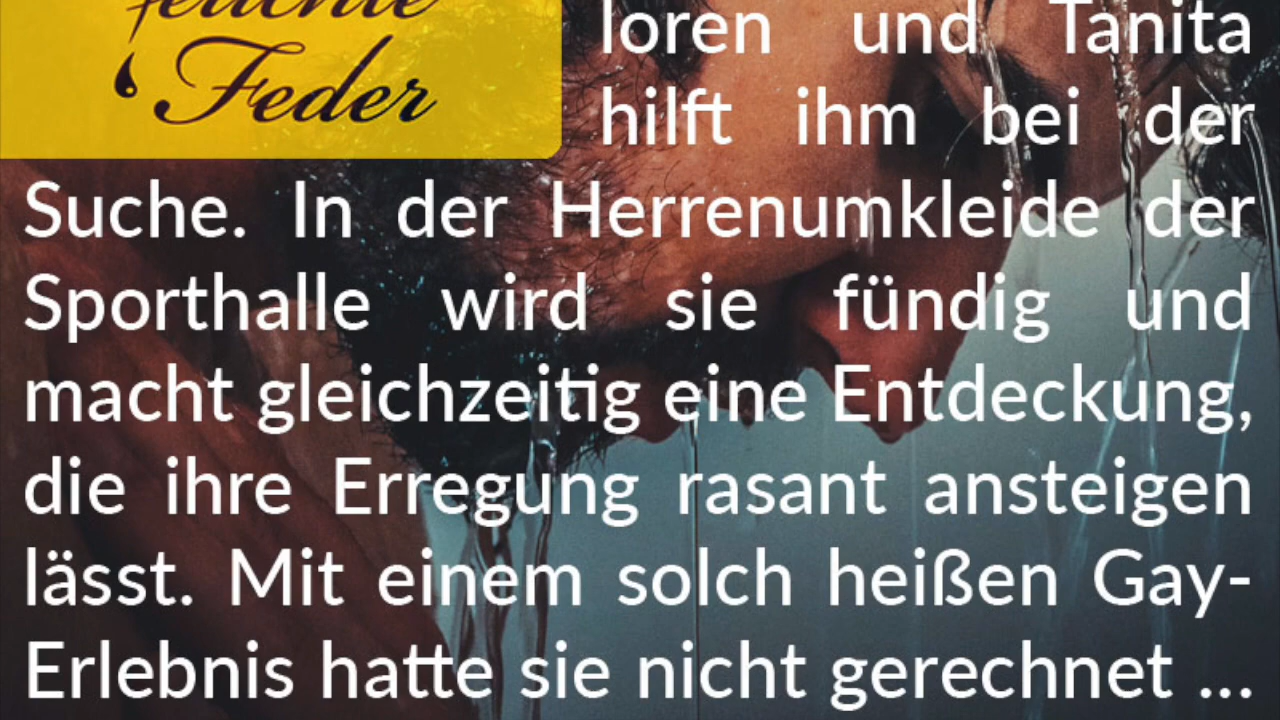 feuchte
Feder
loren und Tanita
hilft ihm bei der
Suche. In der Herrenumkleide der
Sporthalle wird sie fündig und
macht gleichzeitig eine Entdeckung,
die ihre Erregung rasant ansteigen
lässt. Mit einem solch heißen Gay-
Erlebnis hatte sie nicht gerechnet ...